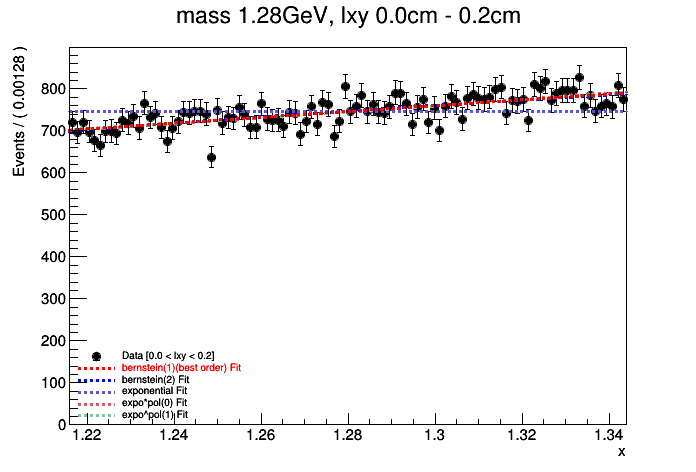 mass 1.28GeV, lxy 0.0cm - 0.2cm
Events / ( 0.00128 )
800
700
600
500
400
300
200
100
0
Data [0.0 < lxy < 0.2]
bernstein(1)(best order) Fit
bernstein(2) Fit
exponential Fit
expo*pol(0) Fit
expo*pol(1) Fit
1.22 1.24 1.26 1.28 1.3 1.32 1.34
x